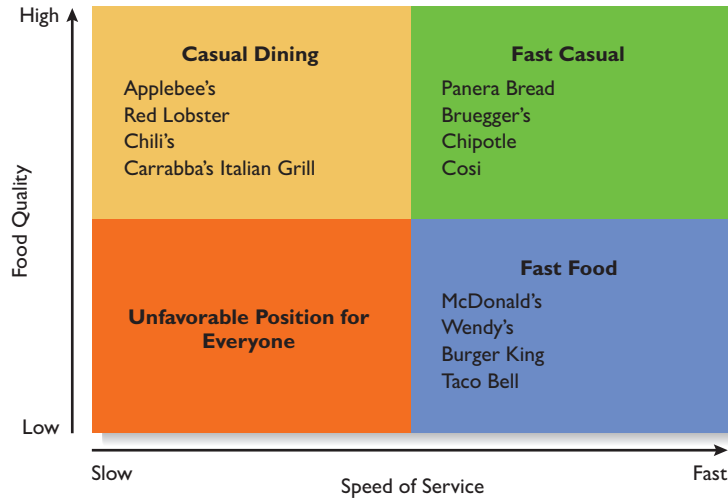 High
Casual Dining
Applebee’s
Red Lobster
Chili’s
Carrabba’s Italian Grill
Fast Casual
Panera Bread
Bruegger’s
Chipotle
Cosi
Food Quality
Unfavorable Position for
Everyone
Fast Food
McDonald’s
Wendy’s
Burger King
Taco Bell
Low
Slow
Speed of Service
Fast